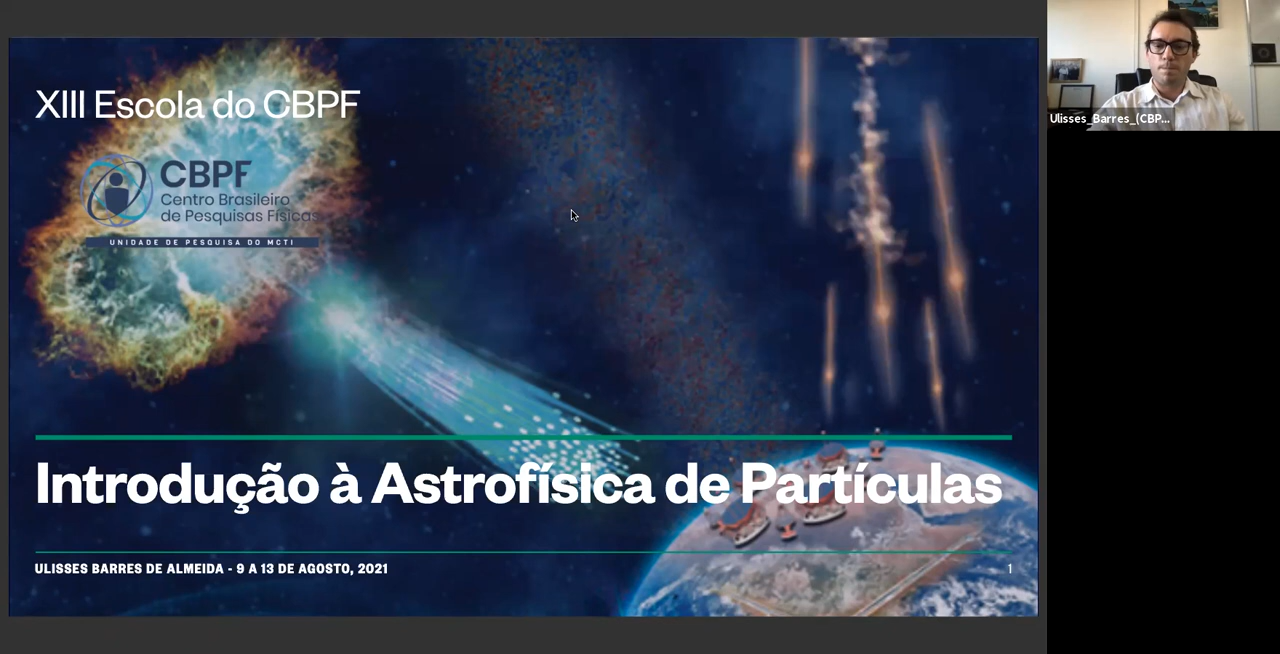 XIII Escola do CBPF
CBPF
Centro Brasileiro
de Pesquisas Físicas
UNIDADE DE PESQUISA DO MCTI
Introdução à Astrofísica de Partículas
ULISSES BARRES DE ALMEIDA - 9 A 13 DE AGOSTO, 2021
1
Ulisses_Barres_(CBP...